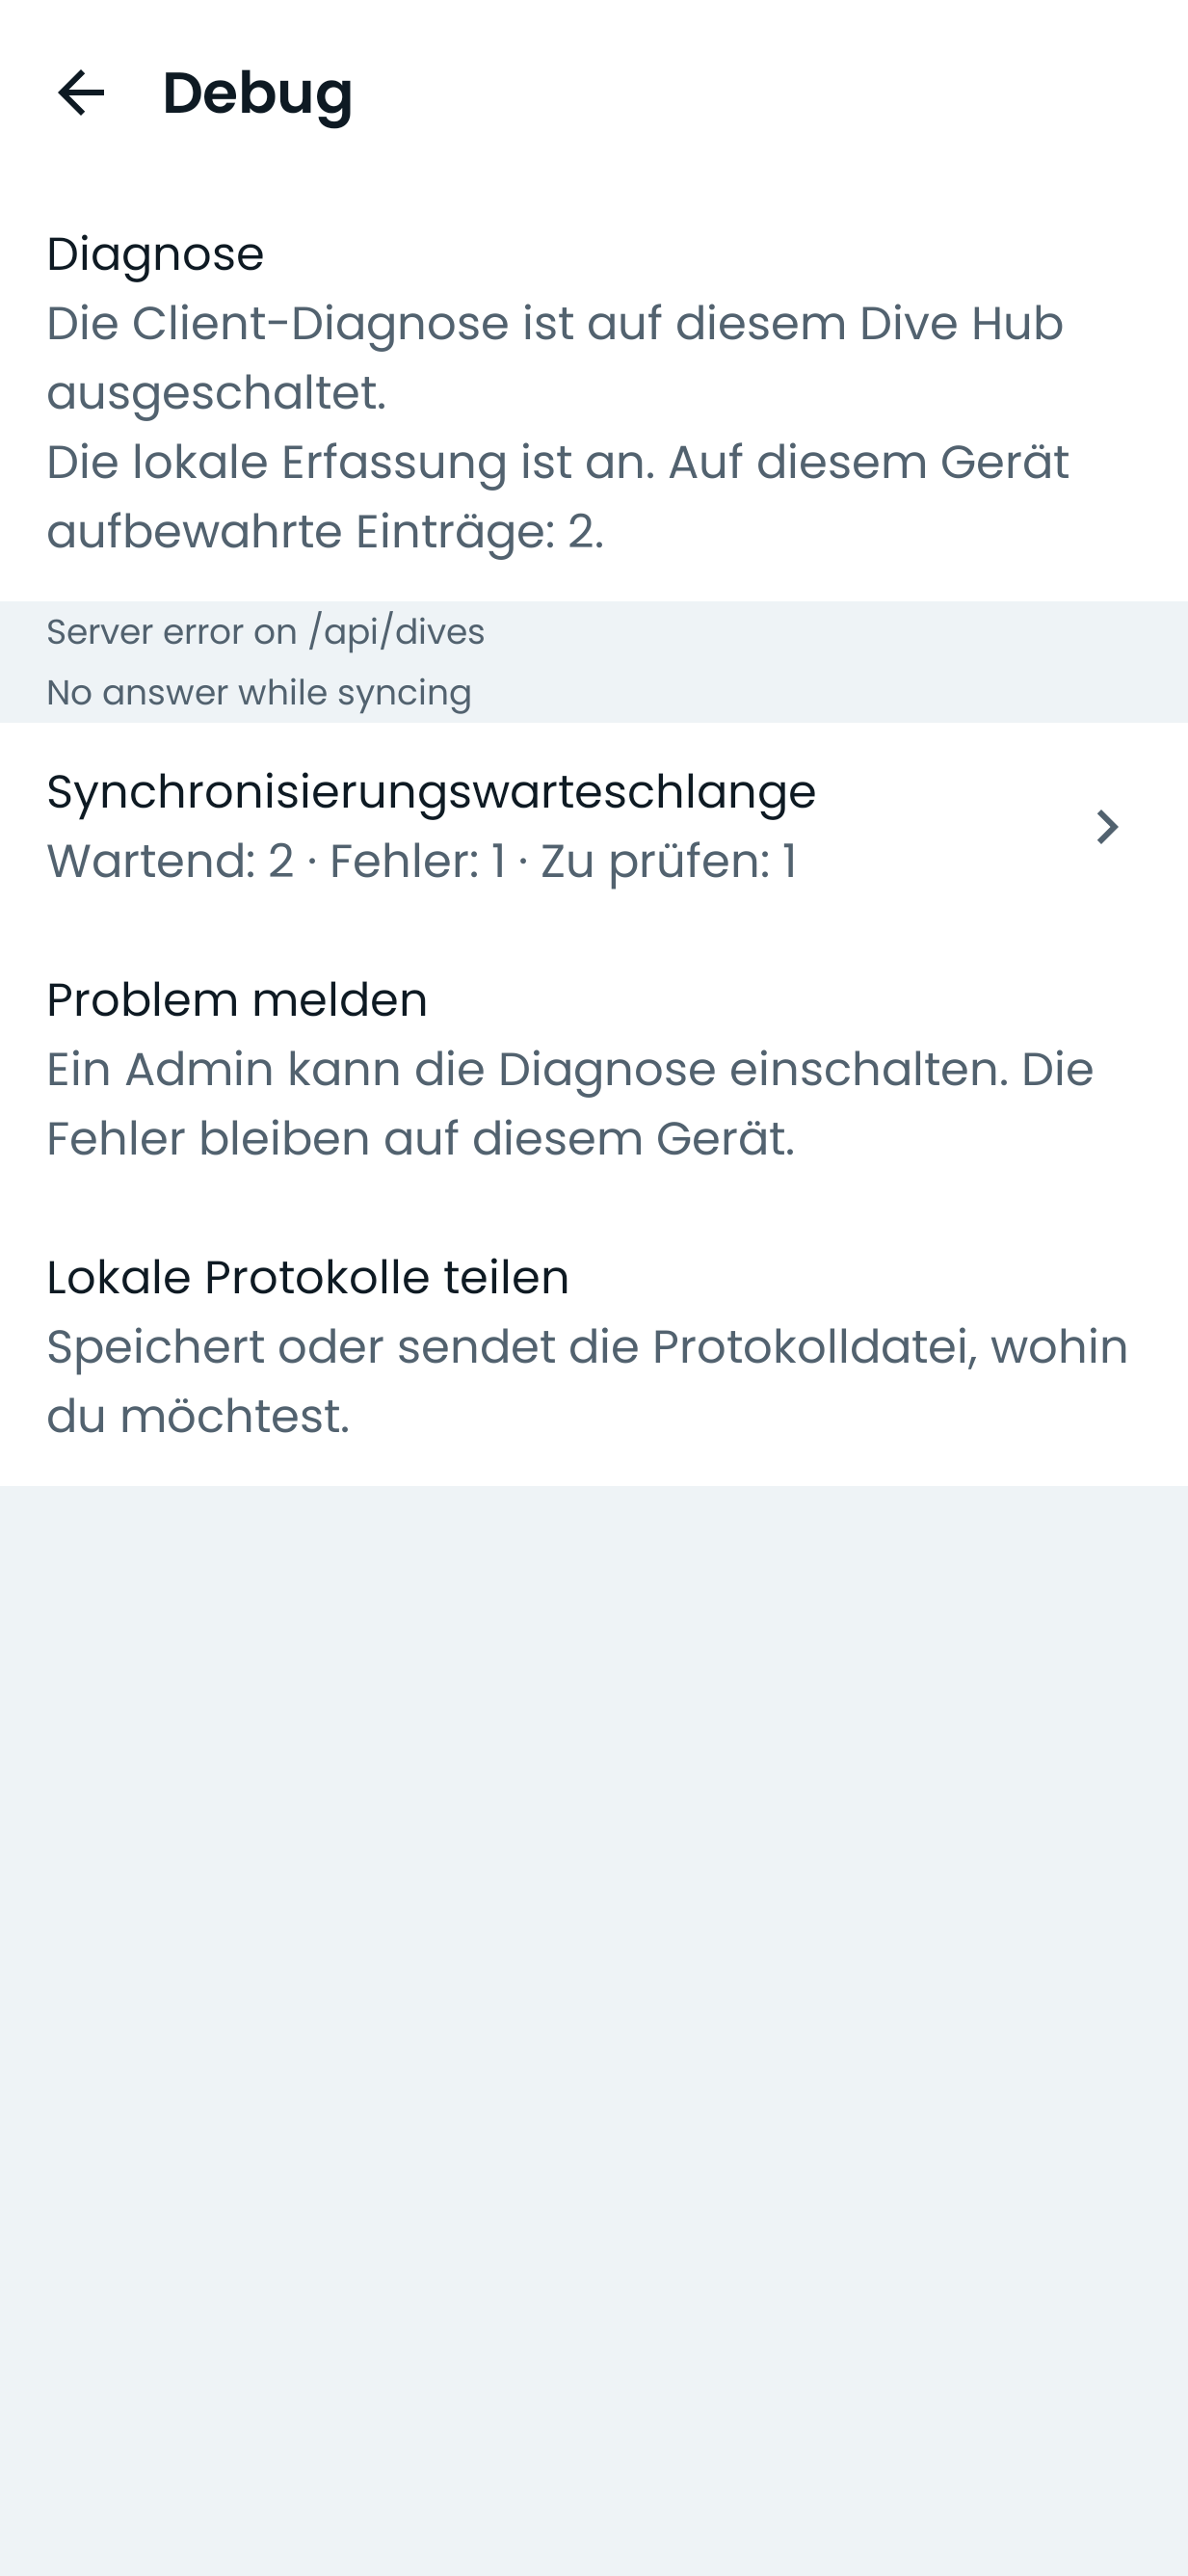 Debug
Diagnose
Die Client-Diagnose ist auf diesem Dive Hub
ausgeschaltet.
Die lokale Erfassung ist an. Auf diesem Gerät
aufbewahrte Einträge: 2.
Server error on /api/dives
No answer while syncing
Synchronisierungswarteschlange
Wartend: 2 · Fehler: 1 · Zu prüfen: 1
Problem melden
Ein Admin kann die Diagnose einschalten. Die
Fehler bleiben auf diesem Gerät.
Lokale Protokolle teilen
Speichert oder sendet die Protokolldatei, wohin
du möchtest.